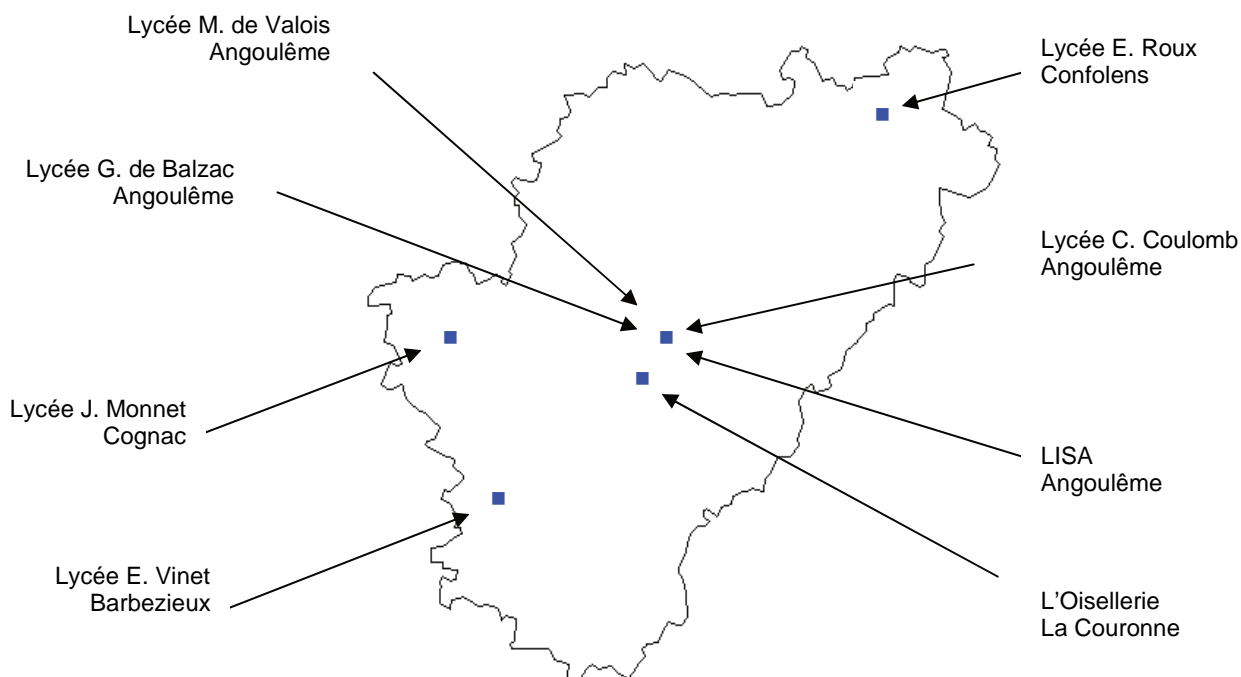 Lycée M. de Valois
Angoulême
Lycée E. Roux
Confolens
Lycée G. de Balzac
Angoulême
Lycée C. Coulomb
Angoulême
Lycée J. Monnet
Cognac
LISA
Angoulême
Lycée E. Vinet
Barbezieux
L'Oisellerie
La Couronne